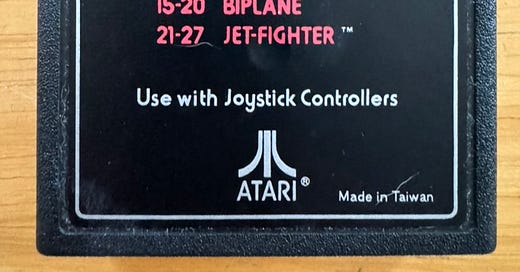 15-20 BIPLANE
21-27 JET-FIGHTER ™
Use with Joystick Controllers
ATARI®
Made in Taiwan